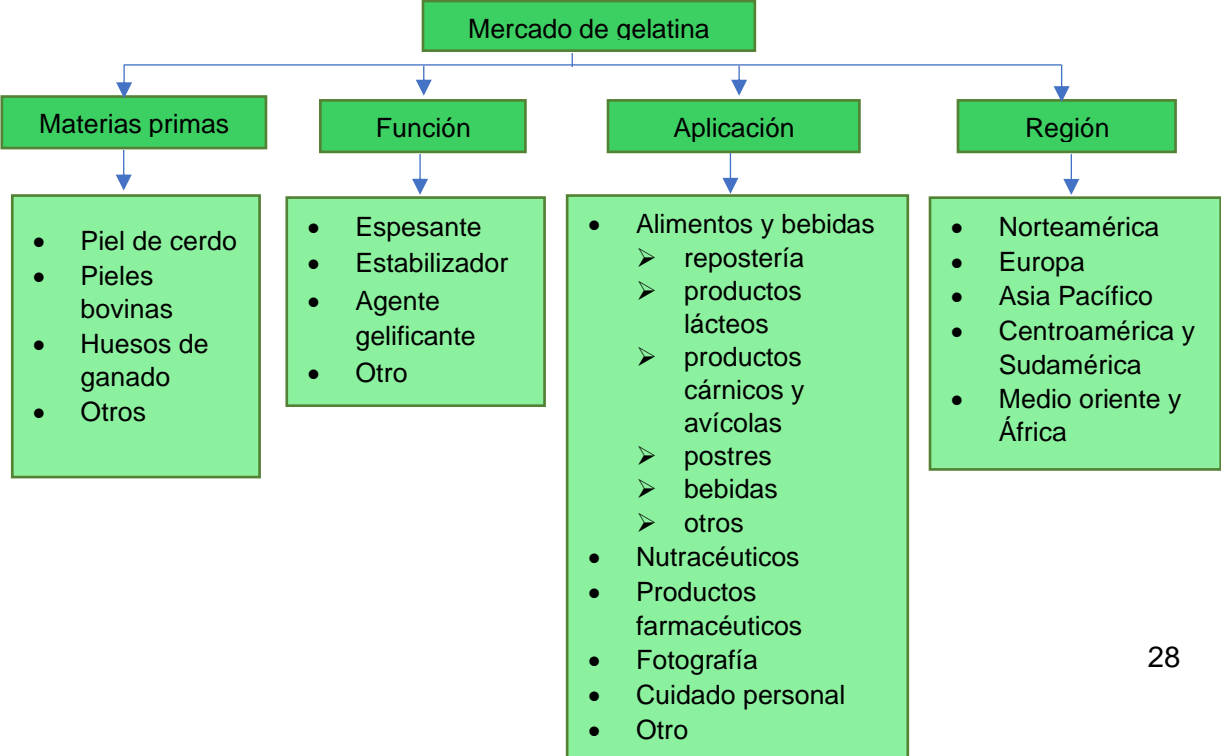 Mercado de gelatina
Materias primas
Función
Aplicación
Región
• Piel de cerdo
• Pieles
bovinas
• Huesos de
ganado
• Otros
• Espesante
• Estabilizador
• Agente
gelificante
• Otro
• Alimentos y bebidas
➢ repostería
➢ productos
lácteos
➢ productos
cárnicos y
avícolas
➢ postres
➢ bebidas
➢ otros
• Nutracéuticos
• Productos
farmacéuticos
• Fotografía
• Cuidado personal
• Otro
• Norteamérica
• Europa
• Asia Pacífico
• Centroamérica y
Sudamérica
• Medio oriente y
África
28